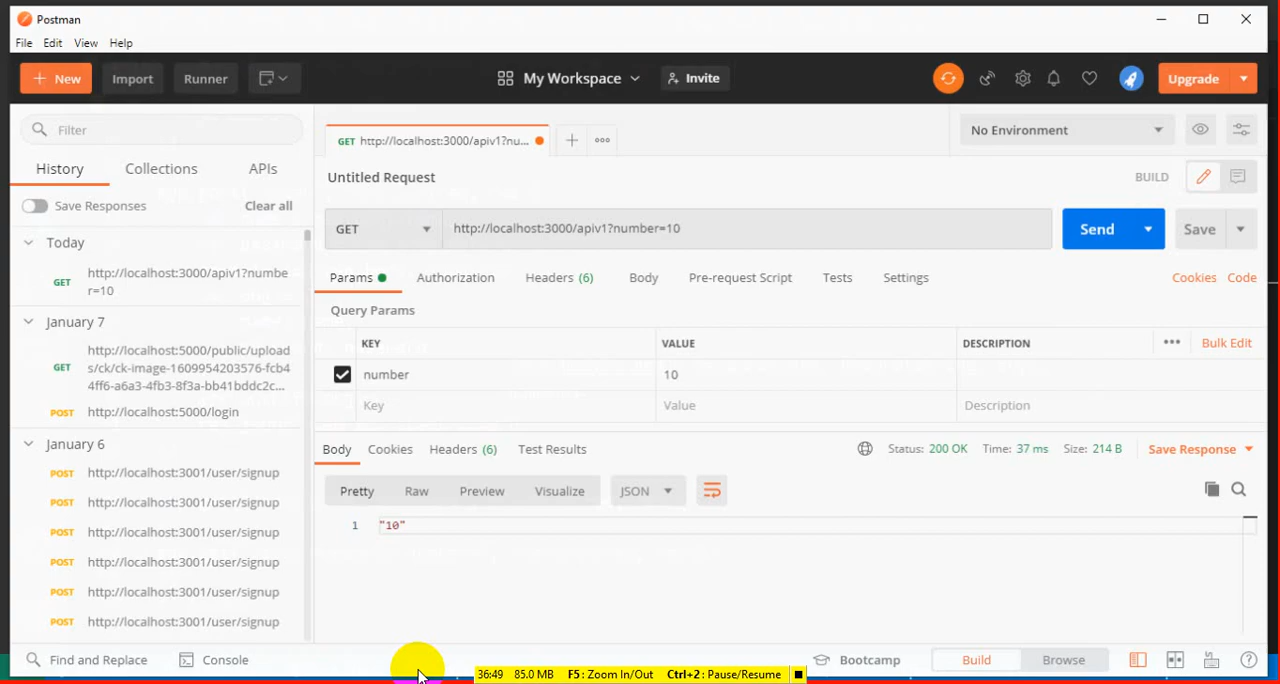 Postman
File Edit View Help
New Import Runner My Workspace Invite Upgrade
Filter
History Collections APIs
Save Responses Clear all
Today
GET http://localhost:3000/apiv1?numbe
r=10
January 7
GET http://localhost:5000/public/upload
s/ck/ck-image-1609954203576-fcb4
4ff6-a6a3-4fb3-8f3a-bb41bddc2c...
POST http://localhost:5000/login
January 6
POST http://localhost:3001/user/signup
POST http://localhost:3001/user/signup
POST http://localhost:3001/user/signup
POST http://localhost:3001/user/signup
POST http://localhost:3001/user/signup
POST http://localhost:3001/user/signup
GET http://localhost:3000/apiv1?nu...
No Environment
Untitled Request BUILD
GET http://localhost:3000/apiv1?number=10 Send Save
Params Authorization Headers (6) Body Pre-request Script Tests Settings Cookies Code
Query Params
KEY VALUE DESCRIPTION Bulk Edit
number 10
Key Value Description
Body Cookies Headers (6) Test Results Status: 200 OK Time: 37 ms Size: 214 B Save Response
Pretty Raw Preview Visualize JSON
1 "10"
Find and Replace Console Bootcamp Build Browse
36:49 85.0 MB F5: Zoom In/Out Ctrl+2: Pause/Resume